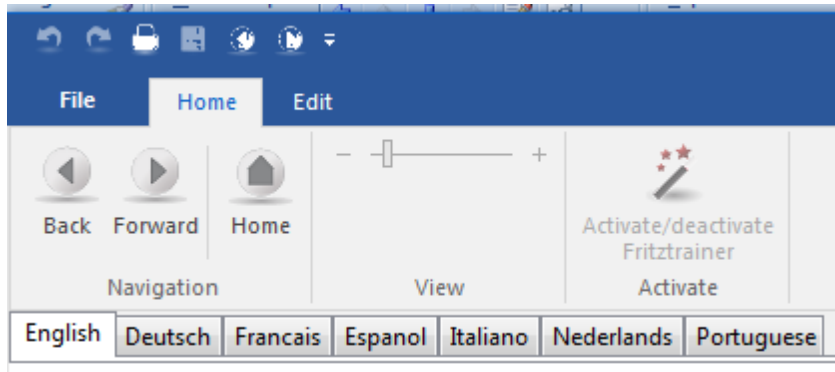 File Home Edit
Back Forward Home Activate/deactivate
Fritztrainer
Navigation View Activate
English Deutsch Francais Espanol Italiano Nederlands Portuguese